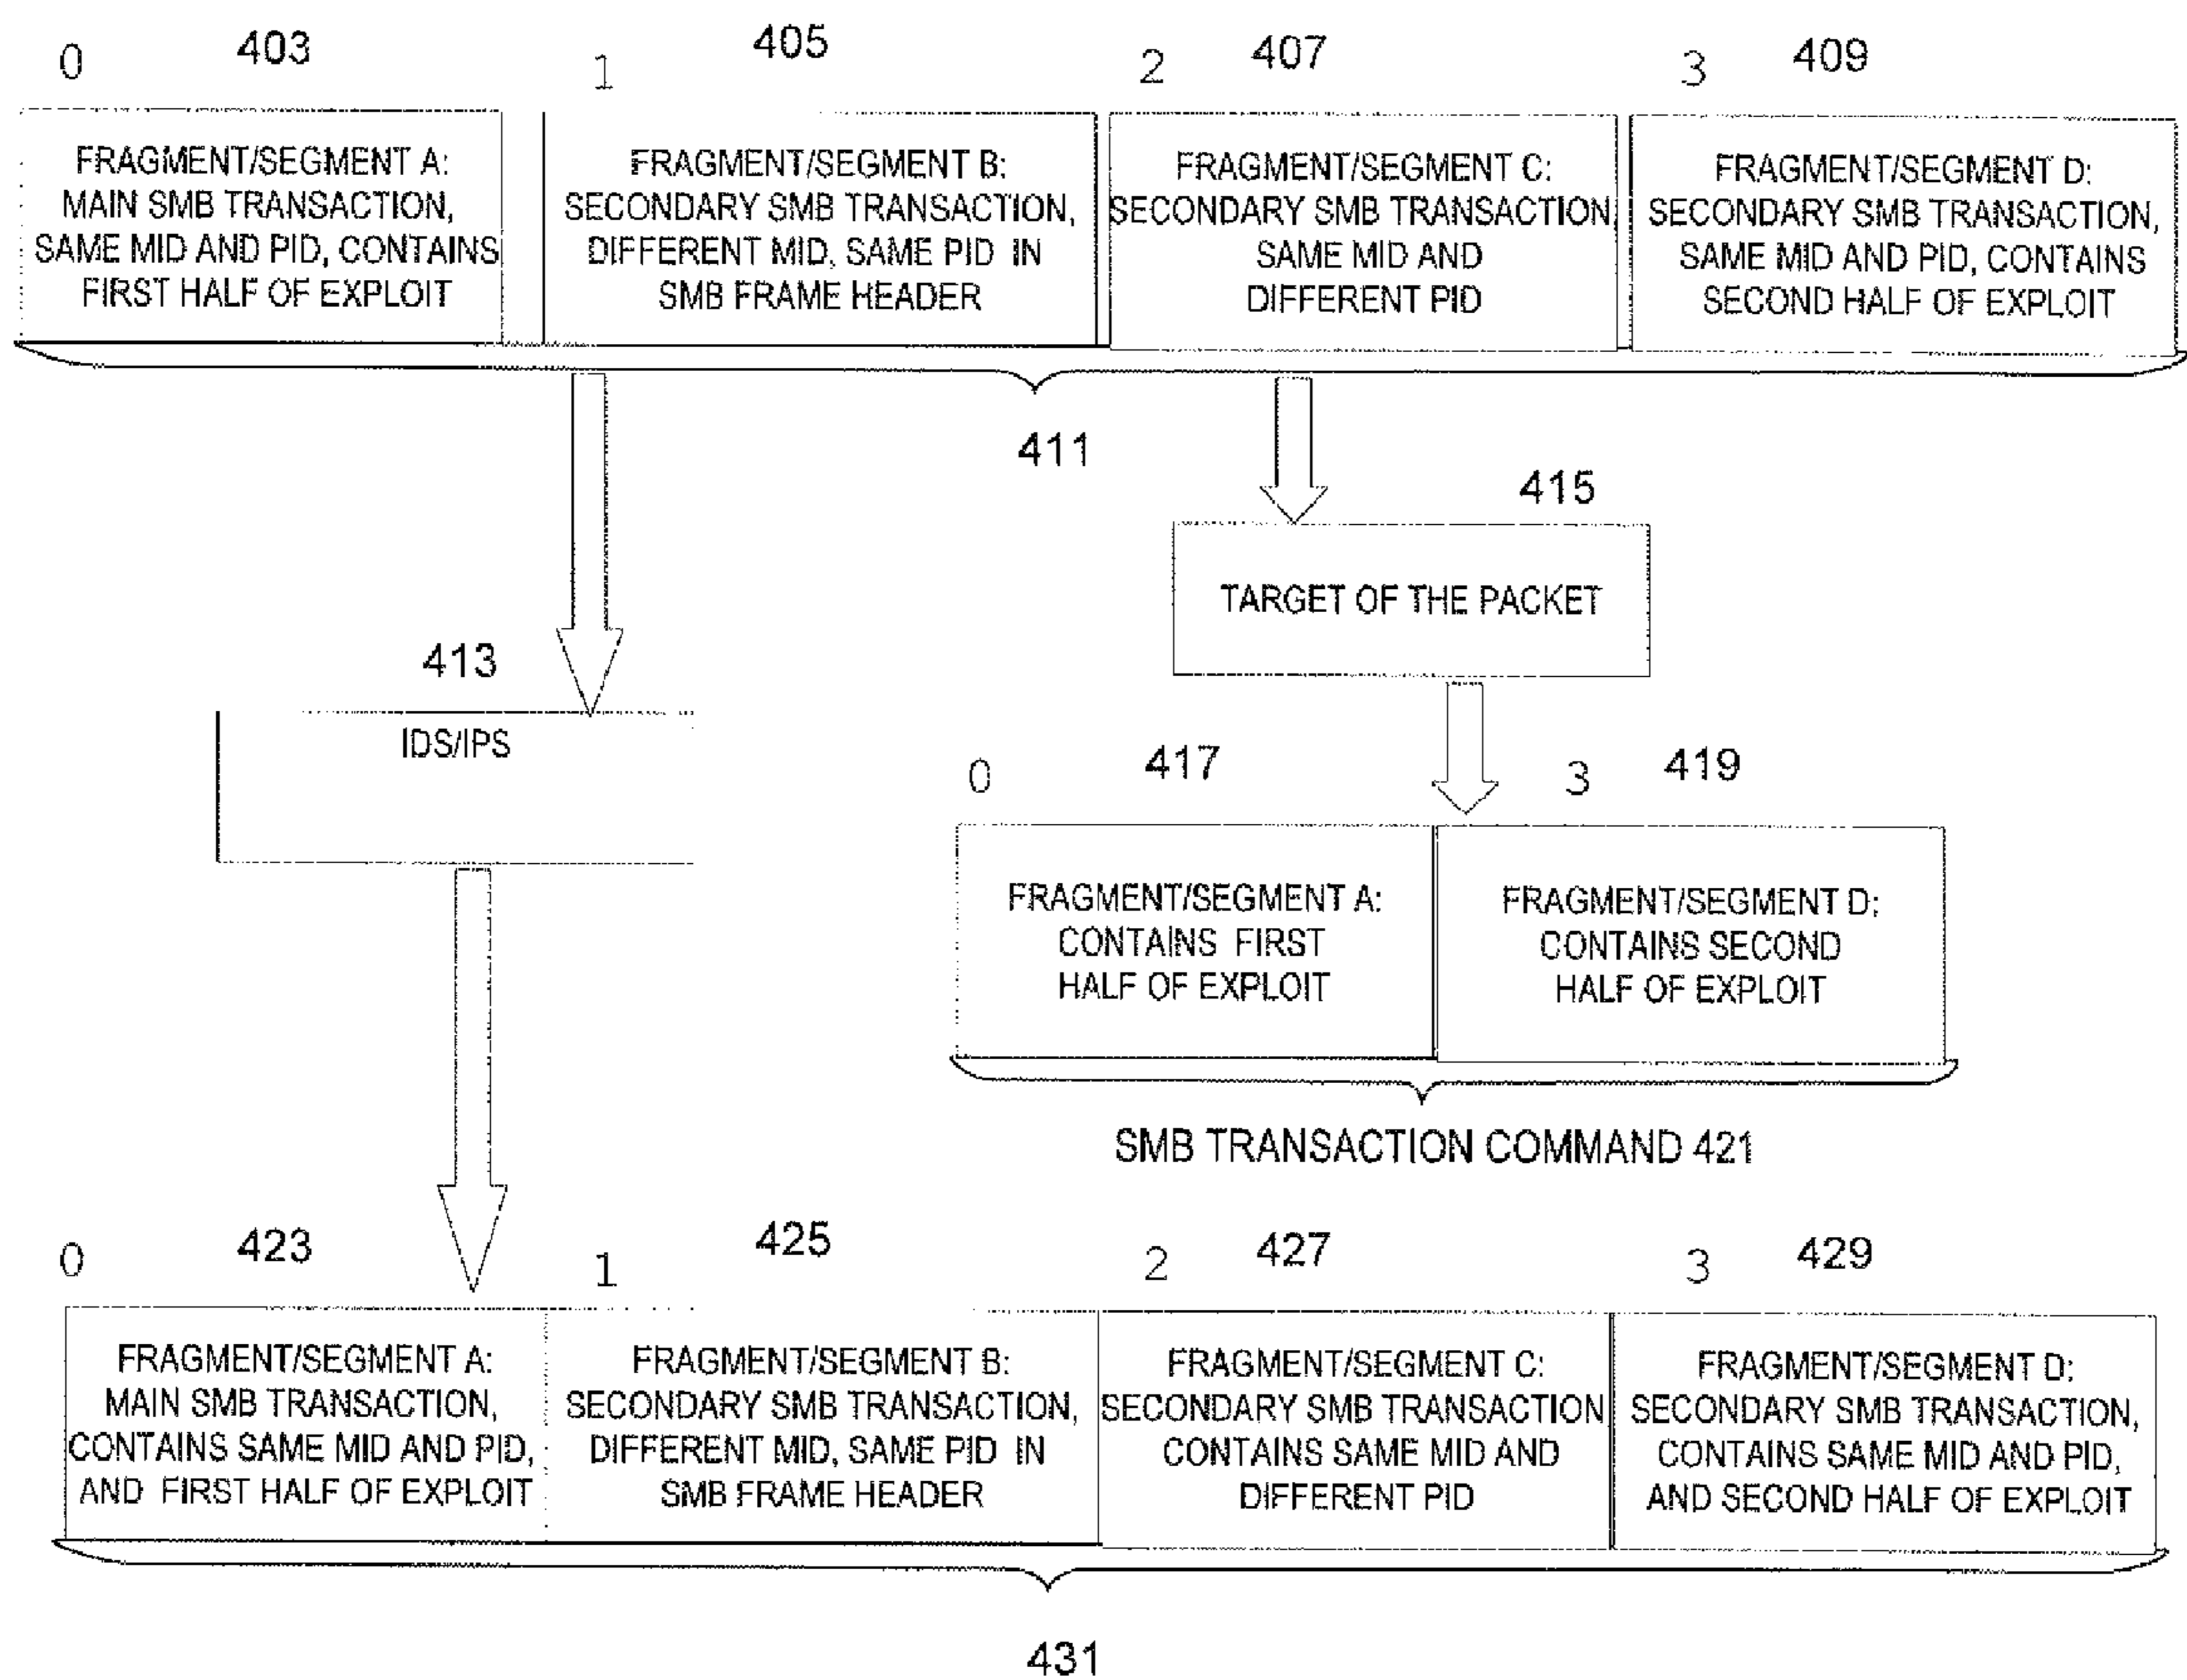 0 403 1 405 2 407 3 409
FRAGMENT/SEGMENT A:
MAIN SMB TRANSACTION,
SAME MID AND PID, CONTAINS
FIRST HALF OF EXPLOIT
FRAGMENT/SEGMENT B:
SECONDARY SMB TRANSACTION,
DIFFERENT MID, SAME PID IN
SMB FRAME HEADER
FRAGMENT/SEGMENT C:
SECONDARY SMB TRANSACTION,
SAME MID AND
DIFFERENT PID
FRAGMENT/SEGMENT D:
SECONDARY SMB TRANSACTION,
SAME MID AND PID, CONTAINS
SECOND HALF OF EXPLOIT
411
415
TARGET OF THE PACKET
413
IDS/IPS
0 417 3 419
FRAGMENT/SEGMENT A:
CONTAINS FIRST
HALF OF EXPLOIT
FRAGMENT/SEGMENT D:
CONTAINS SECOND
HALF OF EXPLOIT
SMB TRANSACTION COMMAND 421
0 423 1 425 2 427 3 429
FRAGMENT/SEGMENT A:
MAIN SMB TRANSACTION,
CONTAINS SAME MID AND PID,
AND FIRST HALF OF EXPLOIT
FRAGMENT/SEGMENT B:
SECONDARY SMB TRANSACTION,
DIFFERENT MID, SAME PID IN
SMB FRAME HEADER
FRAGMENT/SEGMENT C:
SECONDARY SMB TRANSACTION
CONTAINS SAME MID AND
DIFFERENT PID
FRAGMENT/SEGMENT D:
SECONDARY SMB TRANSACTION,
CONTAINS SAME MID AND PID,
AND SECOND HALF OF EXPLOIT
431